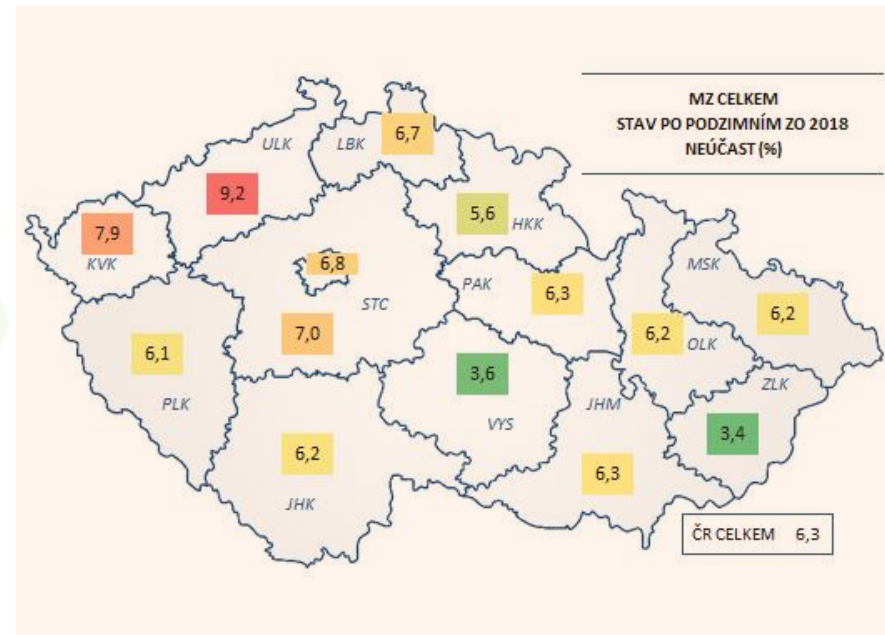 MZ CELKEM
STAV PO PODZIMNÍM ZO 2018
NEÚČAST (%)
ULK
LBK
6,7
9,2
5,6
HKK
7,9
KVK
6,8
PAK
MSK
STC
6,3
6,2
7,0
6,2
OLK
6,1
PLK
3,6
VYS
JHM
ZLK
3,4
6,2
6,3
JHK
ČR CELKEM 6,3